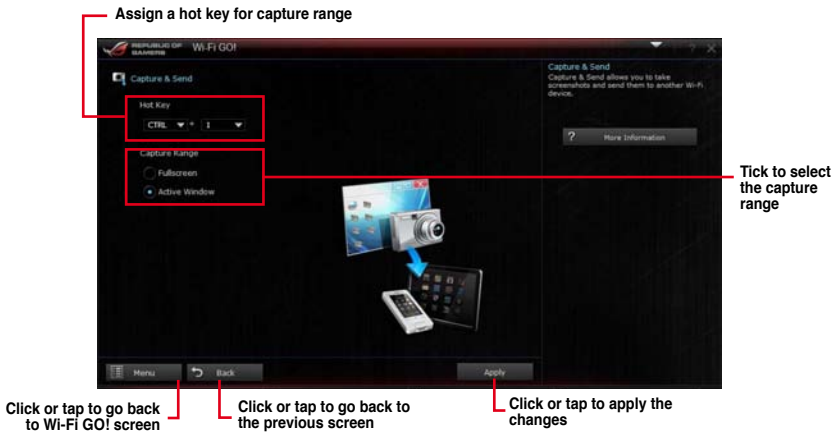 Assign a hot key for capture range
REPUBLIC OF
GAMERS
Wi-Fi GO!
?
Capture & Send
Hot Key
CTRL + I
Capture Range
Fullscreen
Active Window
Capture & Send
Capture & Send allows you to take
screenshots and send them to another Wi-Fi
device.
? More Information
Tick to select
the capture
range
Menu
Back
Apply
Click or tap to go back
to Wi-Fi GO! screen
Click or tap to go back to
the previous screen
Click or tap to apply the
changes